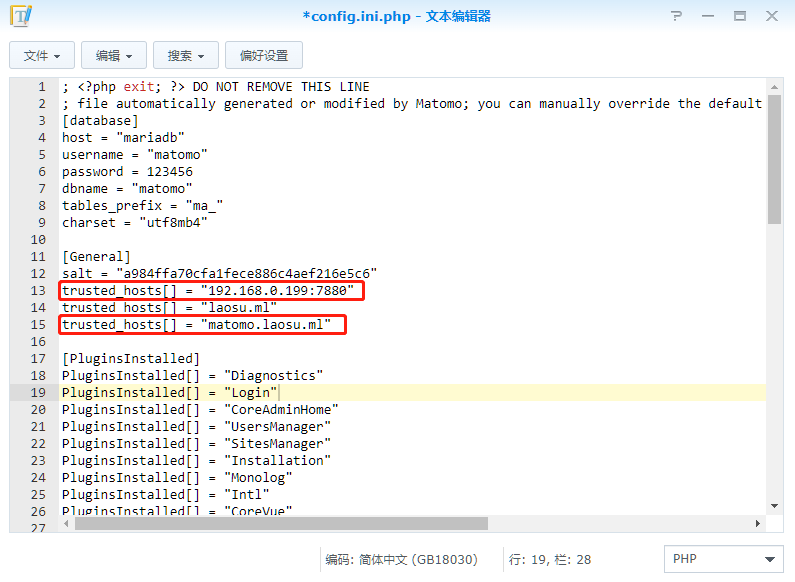 *config.ini.php - 文本编辑器
文件 编辑 搜索 偏好设置
1 ; <?php exit; ?> DO NOT REMOVE THIS LINE
2 ; file automatically generated or modified by Matomo; you can manually override the default
3 [database]
4 host = "mariadb"
5 username = "matomo"
6 password = 123456
7 dbname = "matomo"
8 tables_prefix = "ma_"
9 charset = "utf8mb4"
10
11 [General]
12 salt = "a984ffa70cfa1fece886c4aef216e5c6"
13 trusted_hosts[] = "192.168.0.199:7880"
14 trusted_hosts[] = "laosu.ml"
15 trusted_hosts[] = "matomo.laosu.ml"
16
17 [PluginsInstalled]
18 PluginsInstalled[] = "Diagnostics"
19 PluginsInstalled[] = "Login"
20 PluginsInstalled[] = "CoreAdminHome"
21 PluginsInstalled[] = "UsersManager"
22 PluginsInstalled[] = "SitesManager"
23 PluginsInstalled[] = "Installation"
24 PluginsInstalled[] = "Monolog"
25 PluginsInstalled[] = "Intl"
26 PluginsInstalled[] = "CoreVue"
27
编码: 简体中文 (GB18030) 行: 19, 栏: 28 PHP